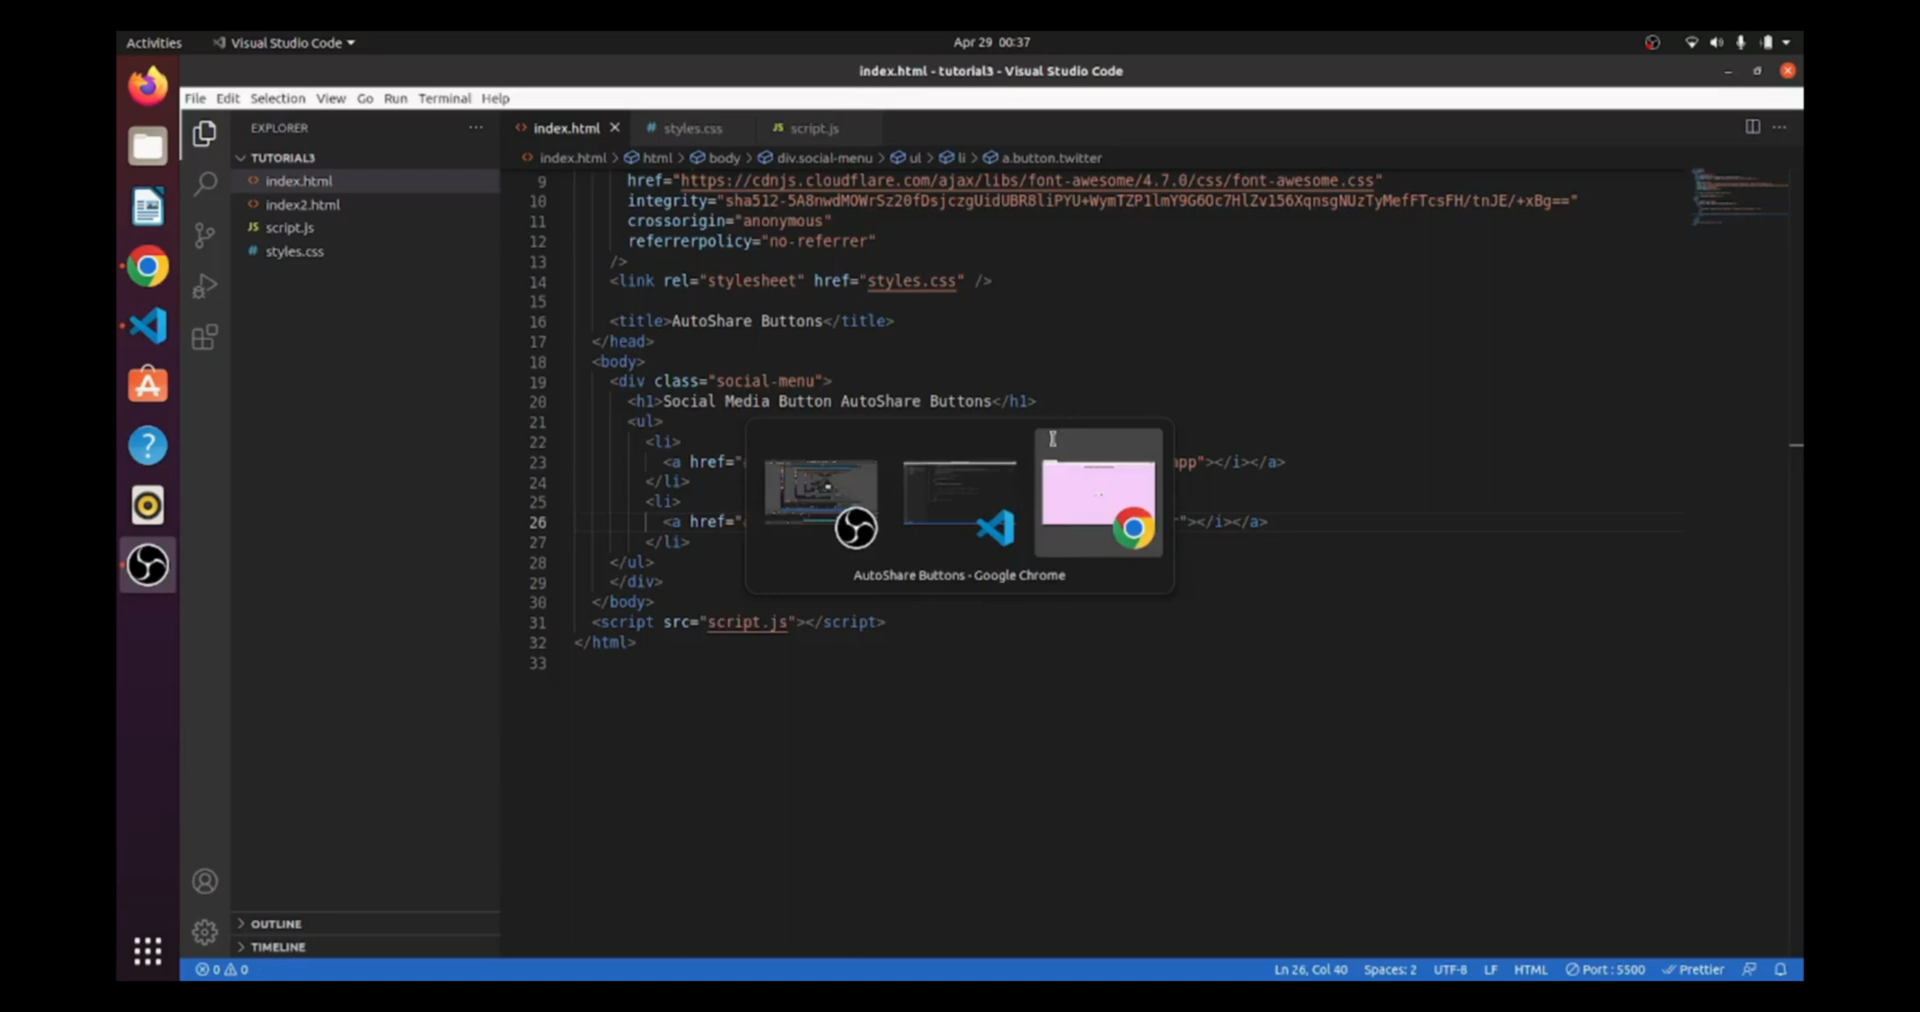 Activities
Visual Studio Code
Apr 29 00:37
index.html - tutorial3 - Visual Studio Code
File Edit Selection View Go Run Terminal Help
EXPLORER
TUTORIAL3
index.html
index2.html
JS script.js
# styles.css
OUTLINE
TIMELINE
index.html
# styles.css
JS script.js
index.html > html > body > div.social-menu > ul > li > a.button.twitter
9 href="https://cdnjs.cloudflare.com/ajax/libs/font-awesome/4.7.0/css/font-awesome.css"
10 integrity="sha512-5A8nwdMOWrSz20fDsjczgUidUBR8liPYU+WymTZP1lmY9G6Oc7HlZv156XqnsgNUzTyMefFTcsFH/tnJE/+xBg=="
11 crossorigin="anonymous"
12 referrerpolicy="no-referrer"
13 />
14 <link rel="stylesheet" href="styles.css" />
15
16 <title>AutoShare Buttons</title>
17 </head>
18 <body>
19 <div class="social-menu">
20 <h1>Social Media Button AutoShare Buttons</h1>
21 <ul>
22 <li>
23 <a href=" app"></i></a>
24 </li>
25 <li>
26 <a href=" "></i></a>
27 </li>
28 </ul>
29 </div>
30 </body>
31 <script src="script.js"></script>
32 </html>
33
AutoShare Buttons - Google Chrome
0 0
Ln 26, Col 40
Spaces: 2
UTF-8
LF
HTML
Port : 5500
Prettier